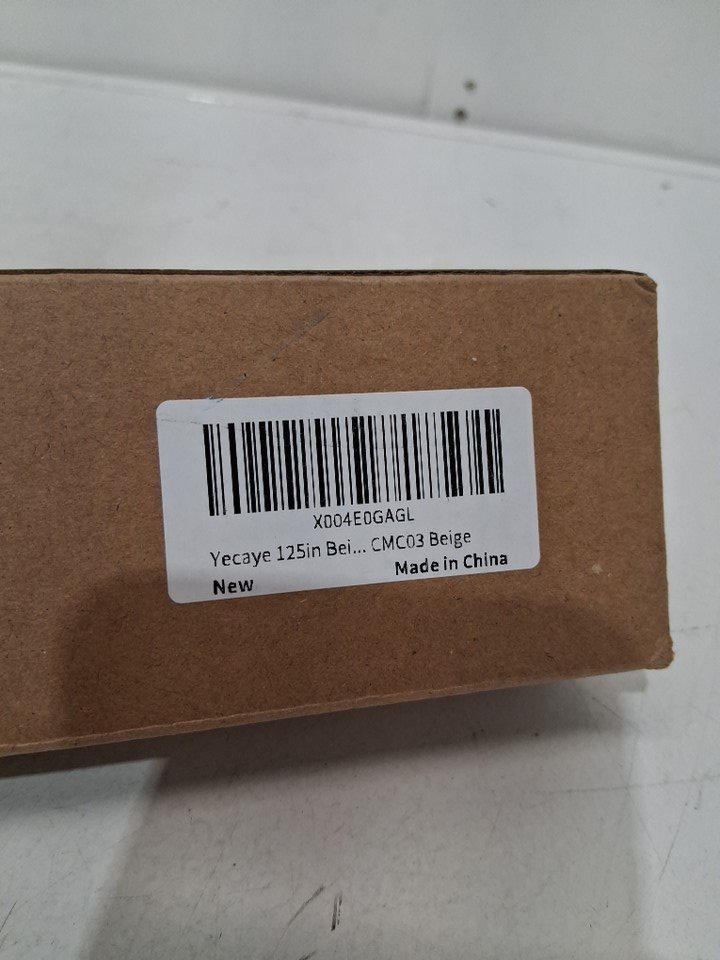 X004E0GAGL
Yecaye 125in Bei... CMC03 Beige
New
Made in China